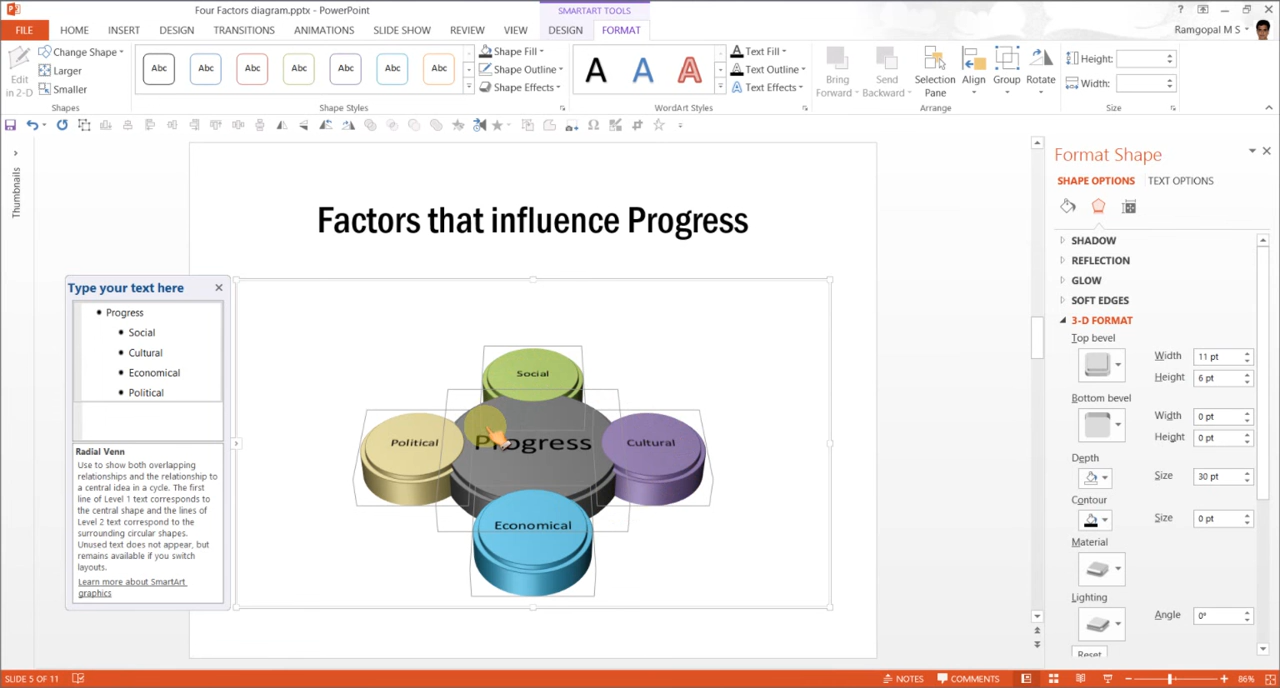 Four Factors diagram.pptx - PowerPoint
SMARTART TOOLS
?
FILE
HOME
INSERT
DESIGN
TRANSITIONS
ANIMATIONS
SLIDE SHOW
REVIEW
VIEW
DESIGN
FORMAT
Ramgopal M S
Edit
in 2-D
Change Shape
Larger
Smaller
Shapes
Abc
Abc
Abc
Abc
Abc
Abc
Abc
Shape Styles
Shape Fill
Shape Outline
Shape Effects
A
A
A
WordArt Styles
Text Fill
Text Outline
Text Effects
Bring
Forward
Send
Backward
Selection
Pane
Align
Group
Rotate
Arrange
Height:
Width:
Size
Thumbnails
Factors that influence Progress
Type your text here
Progress
Social
Cultural
Economical
Political
Radial Venn
Use to show both overlapping
relationships and the relationship to
a central idea in a cycle. The first
line of Level 1 text corresponds to
the central shape and the lines of
Level 2 text correspond to the
surrounding circular shapes.
Unused text does not appear, but
remains available if you switch
layouts.
Learn more about SmartArt
graphics
Social
Political
Progress
Cultural
Economical
Format Shape
SHAPE OPTIONS
TEXT OPTIONS
SHADOW
REFLECTION
GLOW
SOFT EDGES
3-D FORMAT
Top bevel
Width
11 pt
Height
6 pt
Bottom bevel
Width
0 pt
Height
0 pt
Depth
Size
30 pt
Contour
Size
0 pt
Material
Lighting
Angle
0°
Reset
SLIDE 5 OF 11
NOTES
COMMENTS
86%